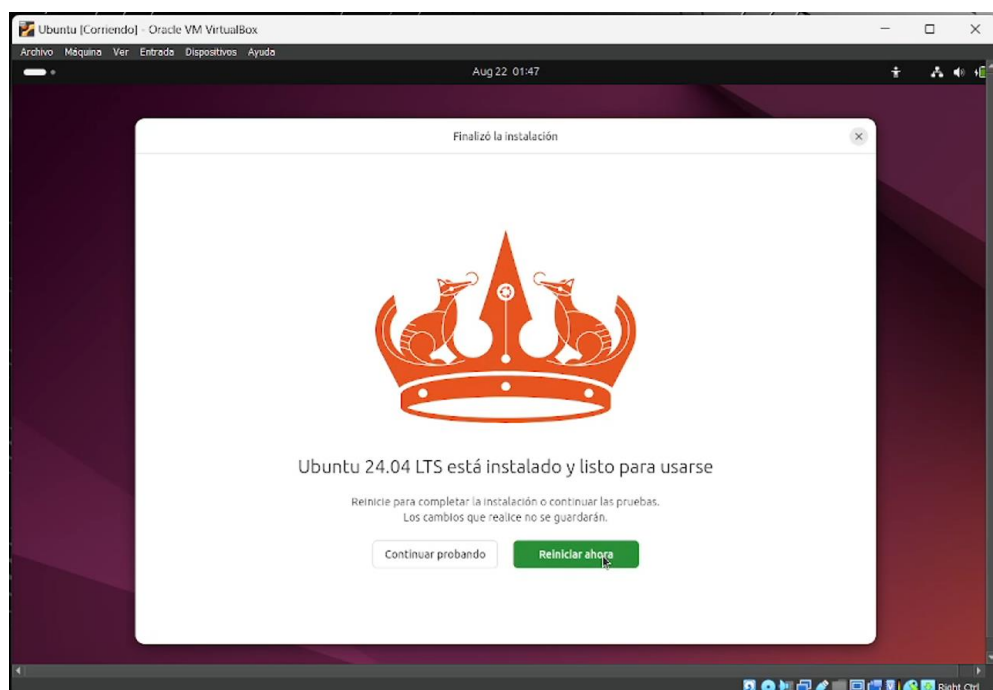 Ubuntu [Corriendo] - Oracle VM VirtualBox
Archivo Máquina Ver Entrada Dispositivos Ayuda
Aug 22 01:47
Finalizó la instalación
Ubuntu 24.04 LTS está instalado y listo para usarse
Reinicie para completar la instalación o continuar las pruebas.
Los cambios que realice no se guardarán.
Continuar probando
Reiniciar ahora
Right Ctrl